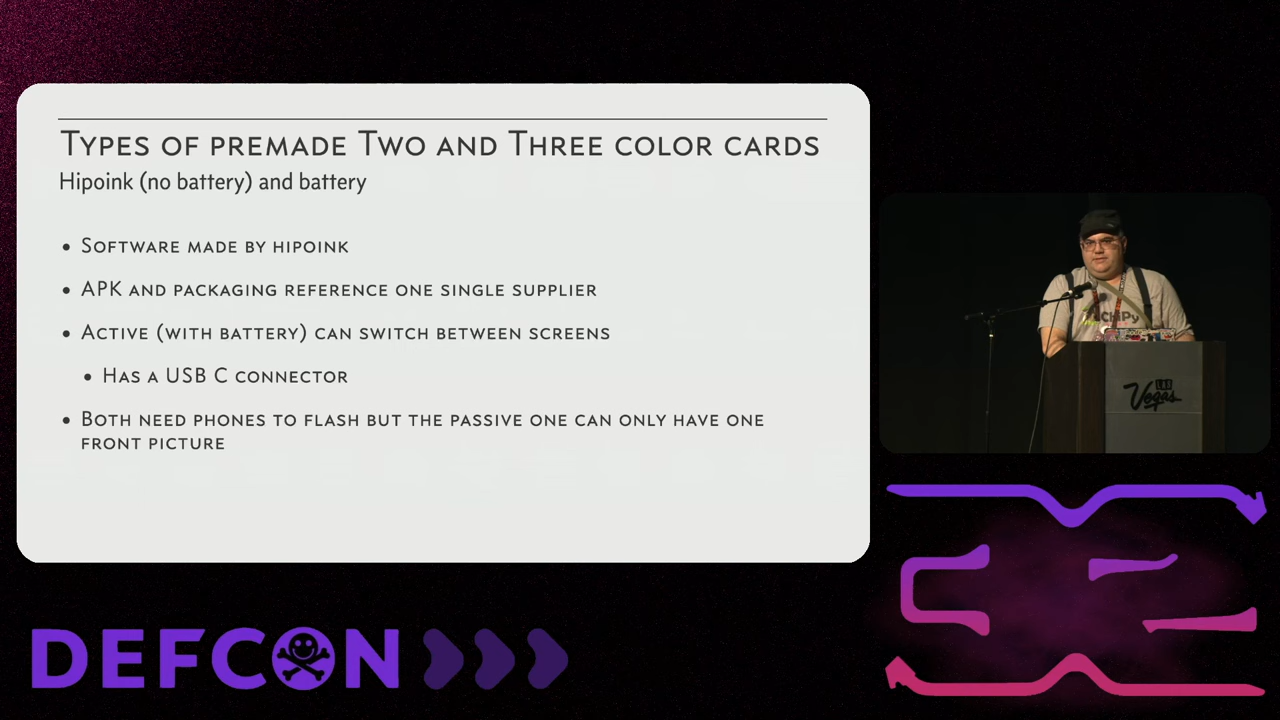 Types of premade Two and Three color cards
Hipoink (no battery) and battery
• Software made by hipoink
• APK and packaging reference one single supplier
• Active (with battery) can switch between screens
• Has a USB C connector
• Both need phones to flash but the passive one can only have one
front picture
Las
Vegas
DEFCON